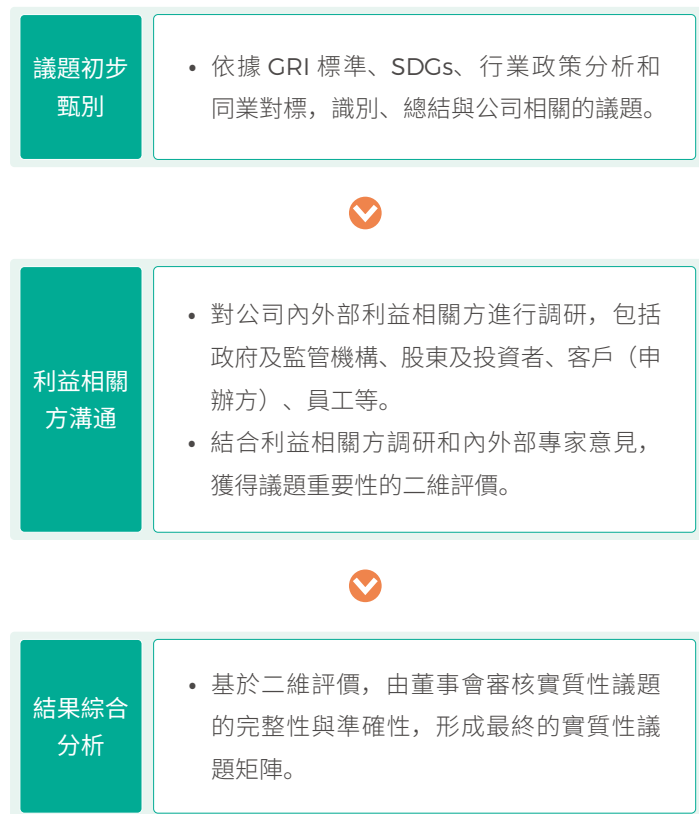 議題初步
甄別
• 依據 GRI 標準、SDGs、行業政策分析和
同業對標，識別、總結與公司相關的議題。
利益相關
方溝通
• 對公司內外部利益相關方進行調研，包括
政府及監管機構、股東及投資者、客戶（申
辦方）、員工等。
• 結合利益相關方調研和內外部專家意見，
獲得議題重要性的二維評價。
結果綜合
分析
• 基於二維評價，由董事會審核實質性議題
的完整性與準確性，形成最終的實質性議
題矩陣。